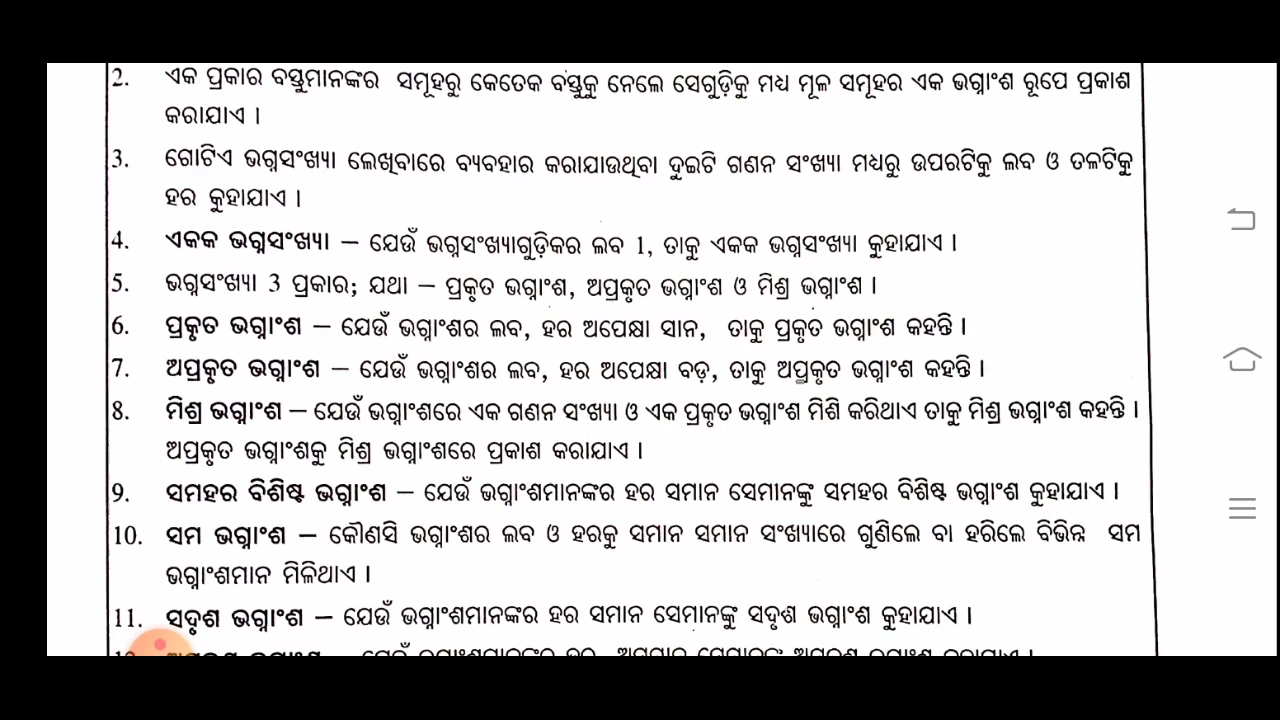 2. ଏକ ପ୍ରକାର ବସ୍ତୁମାନଙ୍କର ସମୂହରୁ କେତେକ ବସ୍ତୁକୁ ନେଲେ ସେଗୁଡ଼ିକୁ ମଧ୍ୟ ମୂଳ ସମୂହର ଏକ ଭଗ୍ନାଂଶ ରୂପେ ପ୍ରକାଶ
କରାଯାଏ ।
3. ଗୋଟିଏ ଭଗ୍ନସଂଖ୍ୟା ଲେଖିବାରେ ବ୍ୟବହାର କରାଯାଉଥିବା ଦୁଇଟି ଗଣନ ସଂଖ୍ୟା ମଧ୍ୟରୁ ଉପରଟିକୁ ଲବ ଓ ତଳଟିକୁ
ହର କୁହାଯାଏ ।
4. ଏକକ ଭଗ୍ନସଂଖ୍ୟା – ଯେଉଁ ଭଗ୍ନସଂଖ୍ୟାଗୁଡ଼ିକର ଲବ 1, ତାକୁ ଏକକ ଭଗ୍ନସଂଖ୍ୟା କୁହାଯାଏ ।
5. ଭଗ୍ନସଂଖ୍ୟା 3 ପ୍ରକାର; ଯଥା – ପ୍ରକୃତ ଭଗ୍ନାଂଶ, ଅପ୍ରକୃତ ଭଗ୍ନାଂଶ ଓ ମିଶ୍ର ଭଗ୍ନାଂଶ ।
6. ପ୍ରକୃତ ଭଗ୍ନାଂଶ – ଯେଉଁ ଭଗ୍ନାଂଶର ଲବ, ହର ଅପେକ୍ଷା ସାନ, ତାକୁ ପ୍ରକୃତ ଭଗ୍ନାଂଶ କହନ୍ତି ।
7. ଅପ୍ରକୃତ ଭଗ୍ନାଂଶ – ଯେଉଁ ଭଗ୍ନାଂଶର ଲବ, ହର ଅପେକ୍ଷା ବଡ଼, ତାକୁ ଅପ୍ରକୃତ ଭଗ୍ନାଂଶ କହନ୍ତି ।
8. ମିଶ୍ର ଭଗ୍ନାଂଶ – ଯେଉଁ ଭଗ୍ନାଂଶରେ ଏକ ଗଣନ ସଂଖ୍ୟା ଓ ଏକ ପ୍ରକୃତ ଭଗ୍ନାଂଶ ମିଶି କରିଥାଏ ତାକୁ ମିଶ୍ର ଭଗ୍ନାଂଶ କହନ୍ତି ।
ଅପ୍ରକୃତ ଭଗ୍ନାଂଶକୁ ମିଶ୍ର ଭଗ୍ନାଂଶରେ ପ୍ରକାଶ କରାଯାଏ ।
9. ସମହର ବିଶିଷ୍ଟ ଭଗ୍ନାଂଶ – ଯେଉଁ ଭଗ୍ନାଂଶମାନଙ୍କର ହର ସମାନ ସେମାନଙ୍କୁ ସମହର ବିଶିଷ୍ଟ ଭଗ୍ନାଂଶ କୁହାଯାଏ ।
10. ସମ ଭଗ୍ନାଂଶ – କୌଣସି ଭଗ୍ନାଂଶର ଲବ ଓ ହରକୁ ସମାନ ସମାନ ସଂଖ୍ୟାରେ ଗୁଣିଲେ ବା ହରିଲେ ବିଭିନ୍ନ ସମ
ଭଗ୍ନାଂଶମାନ ମିଳିଥାଏ ।
11. ସଦୃଶ ଭଗ୍ନାଂଶ – ଯେଉଁ ଭଗ୍ନାଂଶମାନଙ୍କର ହର ସମାନ ସେମାନଙ୍କୁ ସଦୃଶ ଭଗ୍ନାଂଶ କୁହାଯାଏ ।